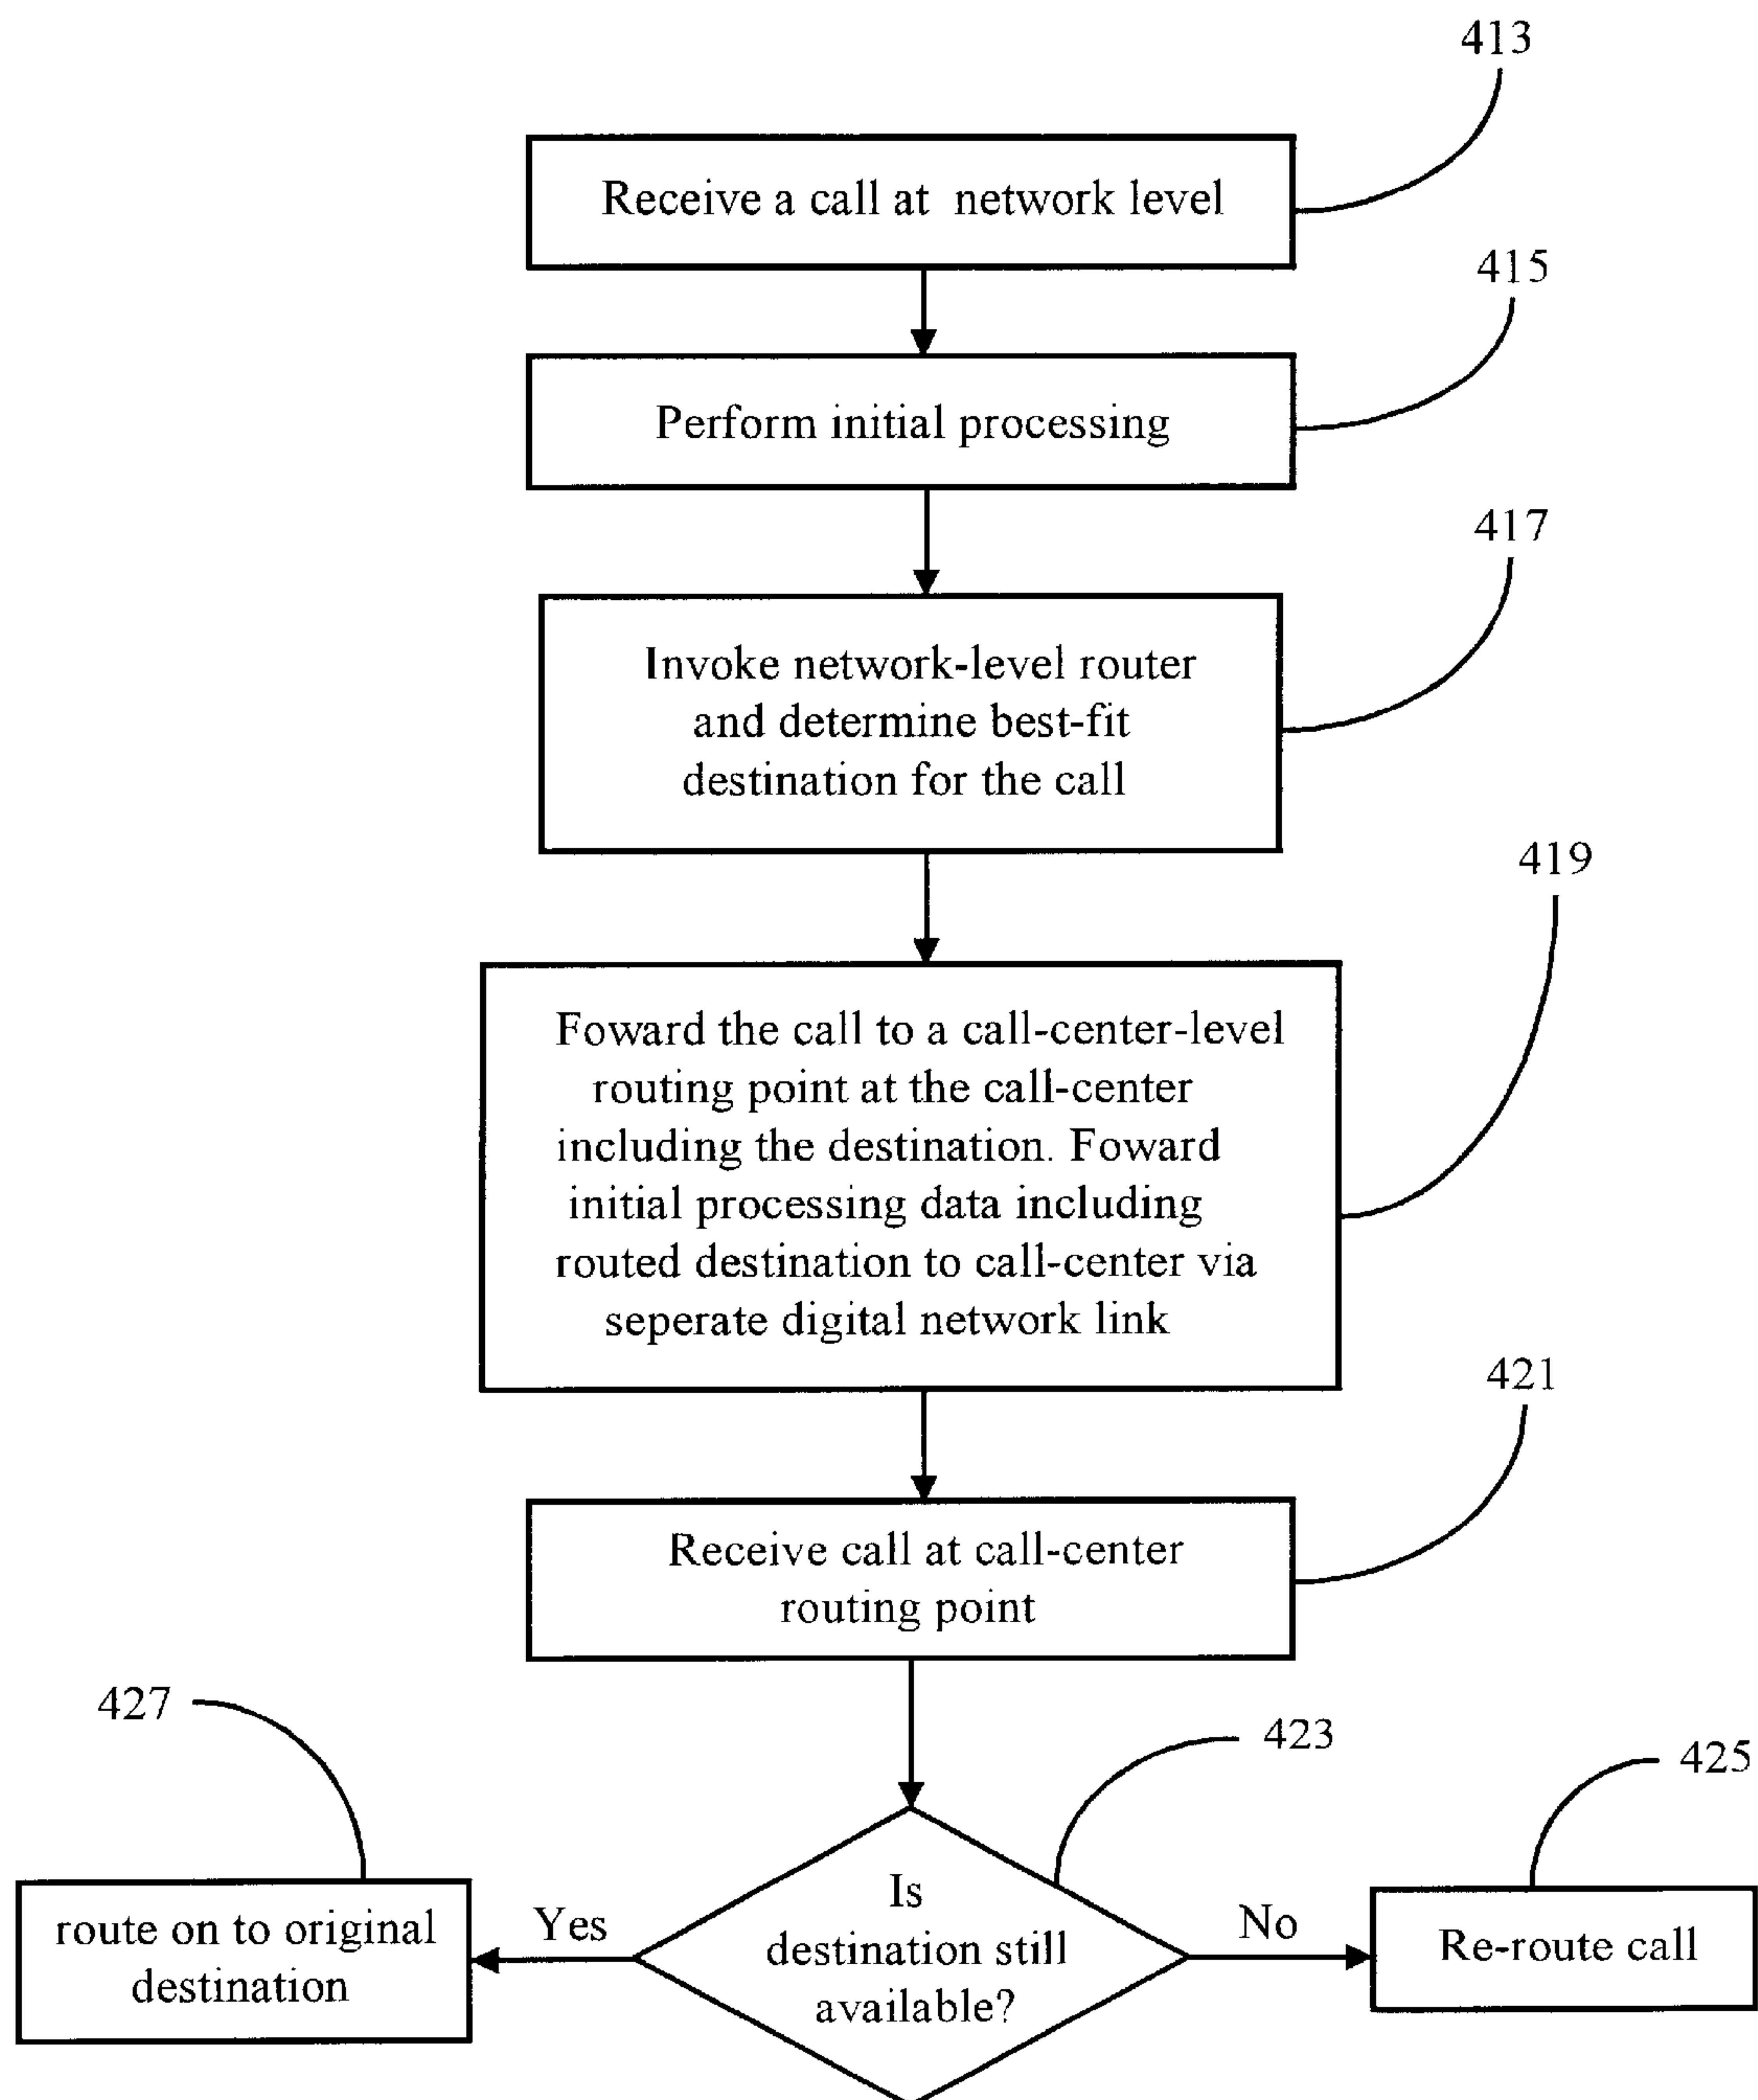 413
Receive a call at network level
415
Perform initial processing
417
Invoke network-level router
and determine best-fit
destination for the call
419
Foward the call to a call-center-level
routing point at the call-center
including the destination. Foward
initial processing data including
routed destination to call-center via
seperate digital network link
421
Receive call at call-center
routing point
427
423
425
route on to original
destination
Yes
Is
destination still
available?
No
Re-route call